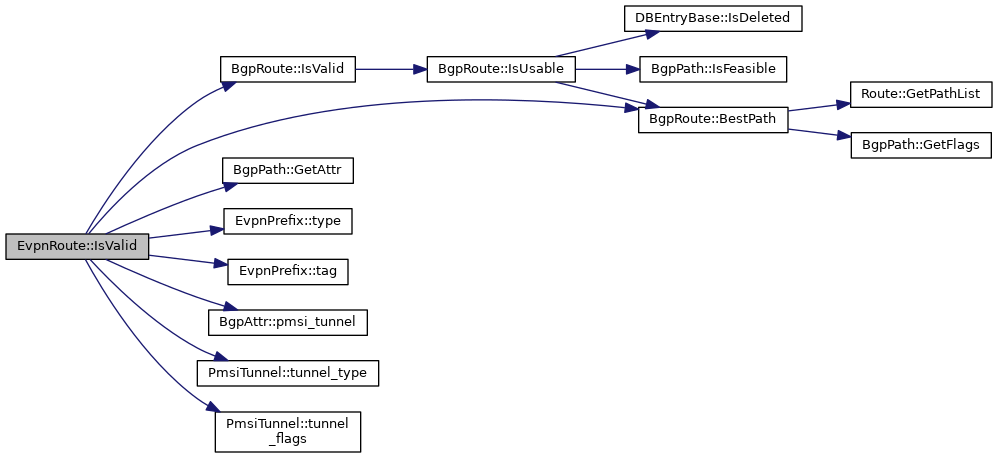 DBEntryBase::IsDeleted
BgpRoute::IsValid
BgpRoute::IsUsable
BgpPath::IsFeasible
Route::GetPathList
BgpRoute::BestPath
BgpPath::GetFlags
BgpPath::GetAttr
EvpnPrefix::type
EvpnRoute::IsValid
EvpnPrefix::tag
BgpAttr::pmsi_tunnel
PmsiTunnel::tunnel_type
PmsiTunnel::tunnel
_flags